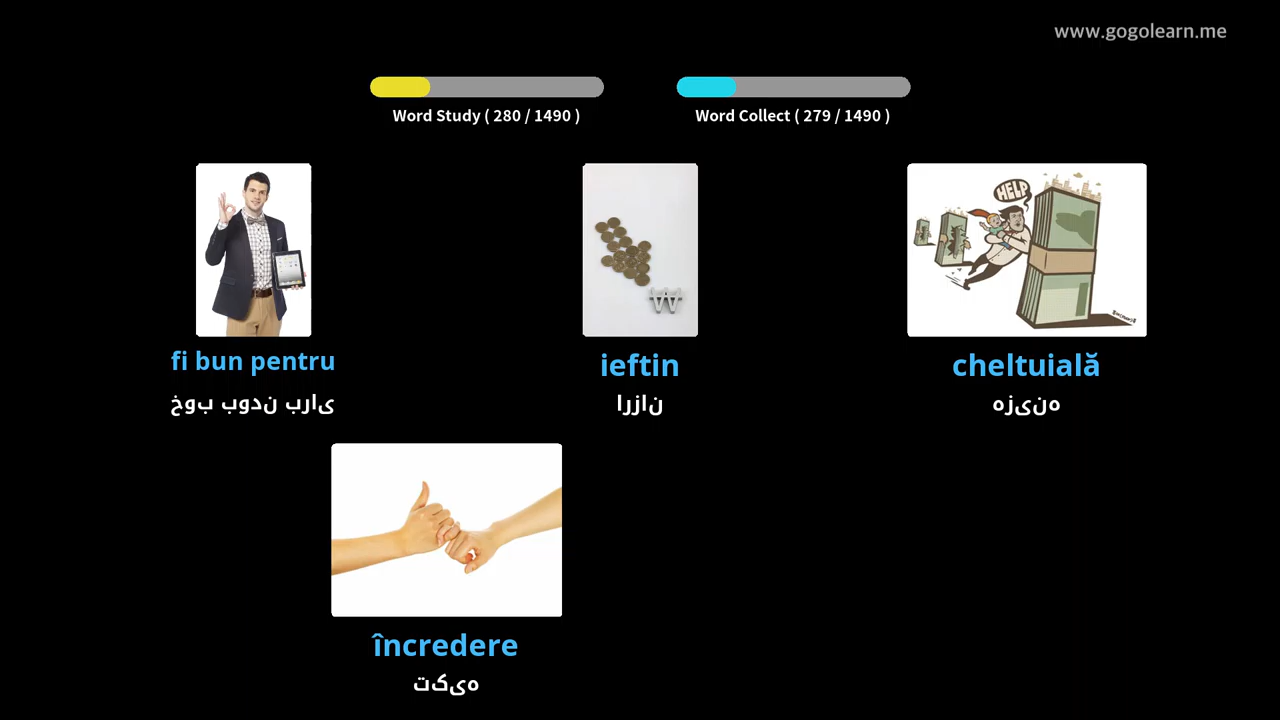 www.gogolearn.me
Word Study ( 280 / 1490 )
Word Collect ( 279 / 1490 )
HELP
fi bun pentru
خوب بودن برای
ieftin
ارزان
cheltuială
هزینه
încredere
تکیه